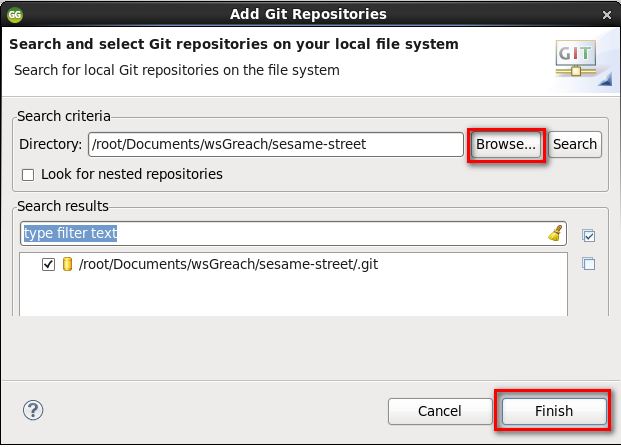 GG Add Git Repositories
Search and select Git repositories on your local file system
Search for local Git repositories on the file system
GIT
Search criteria
Directory: /root/Documents/wsGreach/sesame-street Browse... Search
Look for nested repositories
Search results
type filter text
/root/Documents/wsGreach/sesame-street/.git
? Cancel Finish